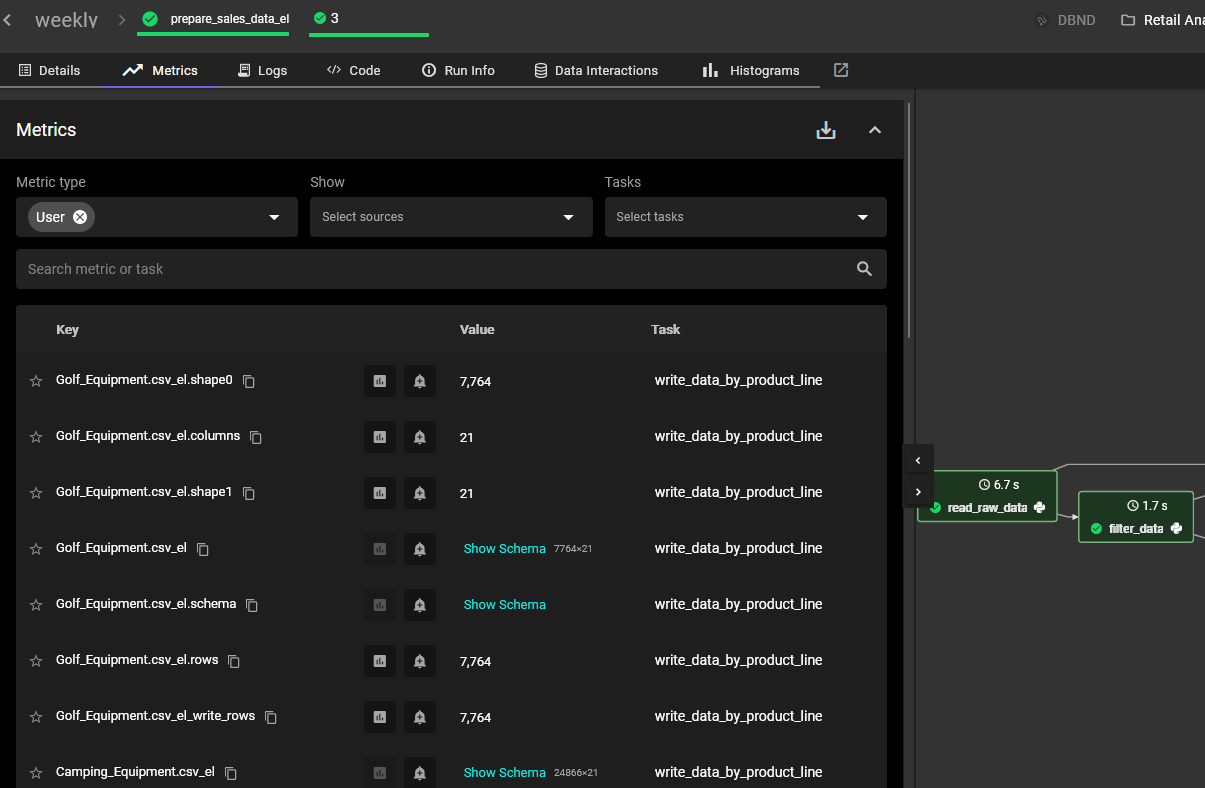 weekly
prepare_sales_data_el
3
DBND
Retail Ana
Details
Metrics
Logs
Code
Run Info
Data Interactions
Histograms
Metrics
Metric type
Show
Tasks
User
Select sources
Select tasks
Search metric or task
Key Value Task
Golf_Equipment.csv_el.shape0 7,764 write_data_by_product_line
Golf_Equipment.csv_el.columns 21 write_data_by_product_line
Golf_Equipment.csv_el.shape1 21 write_data_by_product_line
Golf_Equipment.csv_el Show Schema 7764×21 write_data_by_product_line
Golf_Equipment.csv_el.schema Show Schema write_data_by_product_line
Golf_Equipment.csv_el.rows 7,764 write_data_by_product_line
Golf_Equipment.csv_el_write_rows 7,764 write_data_by_product_line
Camping_Equipment.csv_el Show Schema 24866×21 write_data_by_product_line
6.7 s
read_raw_data
1.7 s
filter_data